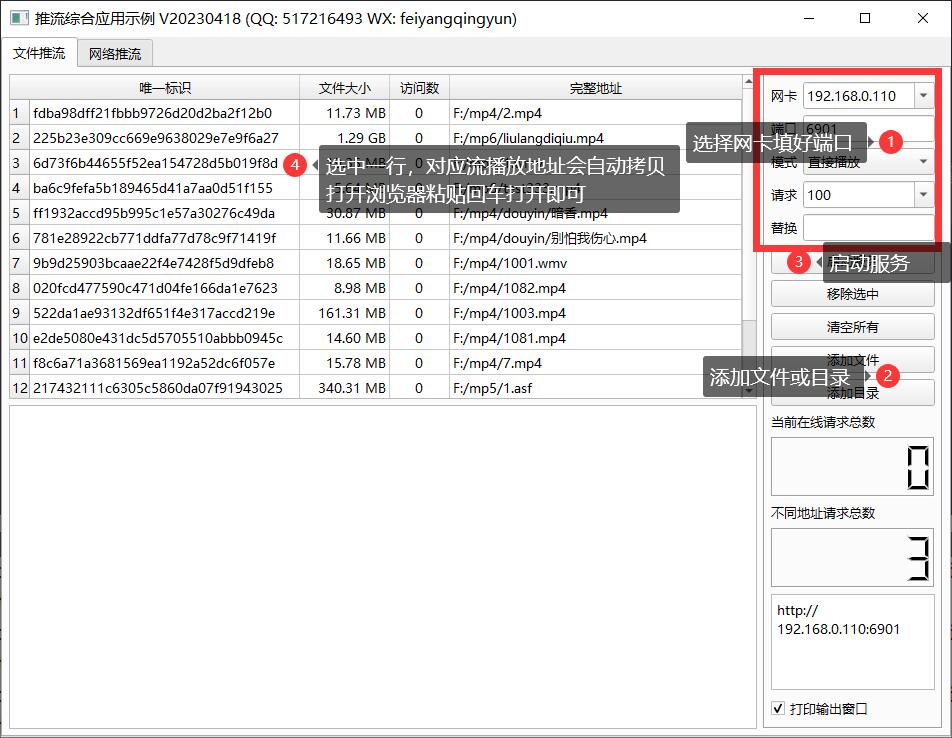 推流综合应用示例 V20230418 (QQ: 517216493 WX: feiyangqingyun)
文件推流 网络推流
唯一标识 文件大小 访问数 完整地址
1 fdba98dff21fbbb9726d20d2ba2f12b0 11.73 MB 0 F:/mp4/2.mp4
2 225b23e309cc669e9638029e7e9f6a27 1.29 GB 0 F:/mp6/liulangdiqiu.mp4
3 6d73f6b44aeed15a154728d5b019f8d
4 ba6c9fefa5b189465d41a7aa0d51f155
5 ff1932accd95b995c1e57a30276c49da 30.87 MB 0 F:/mp4/douyin/暗香.mp4
6 781e28922cb771ddfa77d78c9f71419f 11.66 MB 0 F:/mp4/douyin/别怕我伤心.mp4
7 9b9d25903bcaae22f4e7428f5d9dfeb8 18.65 MB 0 F:/mp4/1001.wmv
8 020fcd477590c471d04fe166da1e7623 8.98 MB 0 F:/mp4/1082.mp4
9 522da1ae93132df651f4e317accd219e 161.31 MB 0 F:/mp4/1003.mp4
10 e2de5080e431dc5d5705510abbb0945c 14.60 MB 0 F:/mp4/1081.mp4
11 f8c6a71a3681569ea1192a52dc6f057e 15.78 MB 0 F:/mp4/7.mp4
12 217432111c6305c5860da07f91943025 340.31 MB 0 F:/mp5/1.asf
4 选中一行，对应流播放地址会自动拷贝
打开浏览器粘贴回车打开即可
网卡 192.168.0.110
端口 6901
选择网卡填好端口 1
模式 直接播放
请求 100
替换
3 启动服务
移除选中
清空所有
添加文件
添加文件或目录 2
添加目录
当前在线请求总数
0
不同地址请求总数
3
http://
192.168.0.110:6901
打印输出窗口